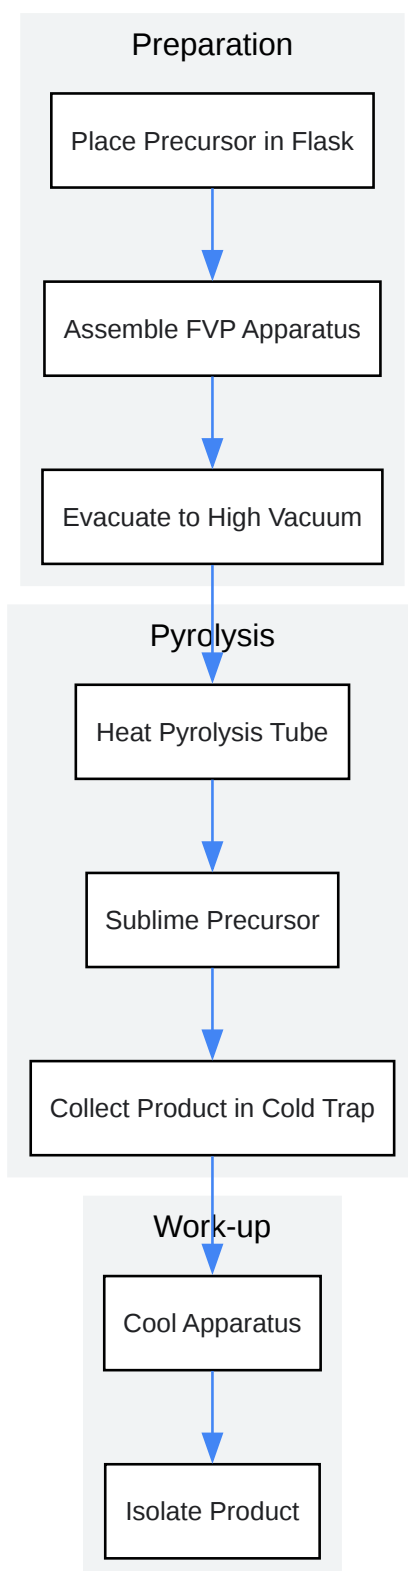 Preparation
Place Precursor in Flask
Assemble FVP Apparatus
Evacuate to High Vacuum
Pyrolysis
Heat Pyrolysis Tube
Sublime Precursor
Collect Product in Cold Trap
Work-up
Cool Apparatus
Isolate Product